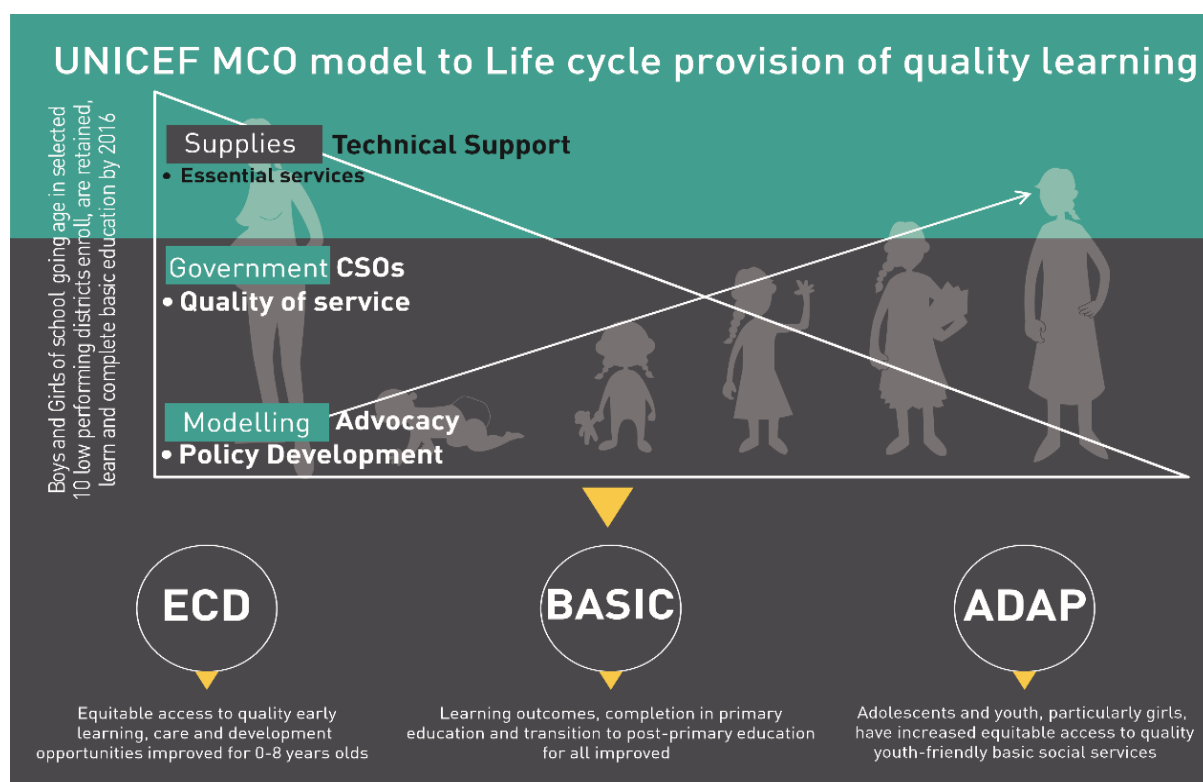 UNICEF MCO model to Life cycle provision of quality learning
Boys and Girls of school going age in selected
10 low performing districts enroll, are retained,
learn and complete basic education by 2016
Supplies Technical Support
• Essential services
Government CSOs
• Quality of service
Modelling Advocacy
• Policy Development
ECD
Equitable access to quality early
learning, care and development
opportunities improved for 0-8 years olds
BASIC
Learning outcomes, completion in primary
education and transition to post-primary education
for all improved
ADAP
Adolescents and youth, particularly girls,
have increased equitable access to quality
youth-friendly basic social services